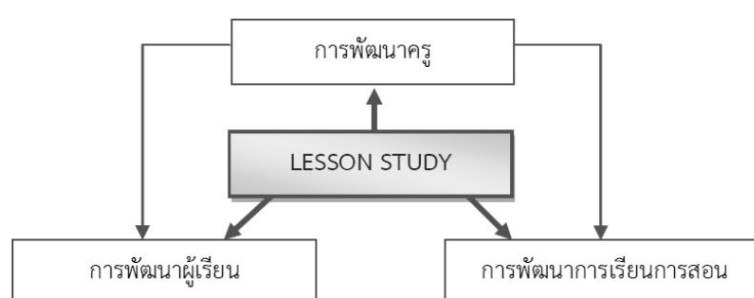 การพัฒนาครู
LESSON STUDY
การพัฒนาผู้เรียน
การพัฒนาการเรียนการสอน